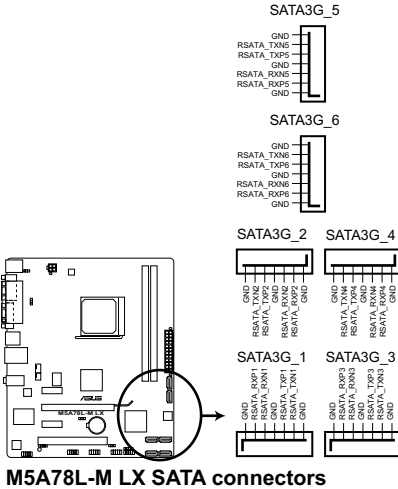 SATA3G_5
GND
RSATA_TXN5
RSATA_TXP5
GND
RSATA_RXN5
RSATA_RXP5
GND
SATA3G_6
GND
RSATA_TXN6
RSATA_TXP6
GND
RSATA_RXN6
RSATA_RXP6
GND
SATA3G_2
GND
RSATA_TXN2
RSATA_TXP2
GND
RSATA_RXN2
RSATA_RXP2
GND
SATA3G_4
GND
RSATA_TXN4
RSATA_TXP4
GND
RSATA_RXN4
RSATA_RXP4
GND
SATA3G_1
GND
RSATA_RXP1
RSATA_RXN1
GND
RSATA_TXP1
RSATA_TXN1
GND
SATA3G_3
GND
RSATA_RXP3
RSATA_RXN3
GND
RSATA_TXP3
RSATA_TXN3
GND
ASUS
M5A78L-M LX
M5A78L-M LX SATA connectors